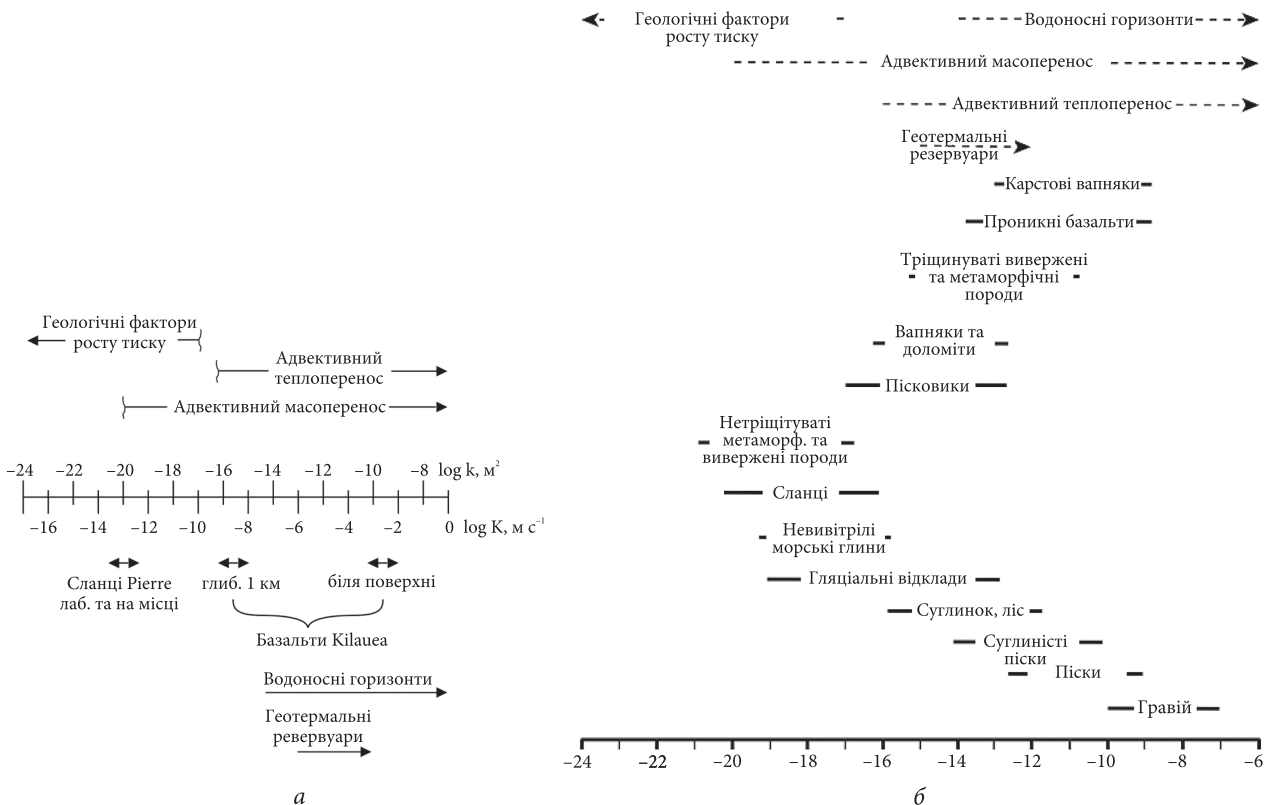 Геологічні фактори
росту тиску
Адвективний
теплоперенос
Адвективний масоперенос
–24 –22 –20 –18 –16 –14 –12 –10 –8 log k, м²
–16 –14 –12 –10 –8 –6 –4 –2 0 log K, м с⁻¹
Сланці Pierre
лаб. та на місці
глиб. 1 км
біля поверхні
Базальти Kilauea
Водоносні горизонти
Геотермальні
ревервуари
а
Геологічні фактори
росту тиску
Водоносні горизонти
Адвективний масоперенос
Адвективний теплоперенос
Геотермальні
резервуари
Карстові вапняки
Проникні базальти
Тріщинуваті вивержені
та метаморфічні
породи
Вапняки та
доломіти
Пісковики
Нетріщітуваті
метаморф. та
вивержені породи
Сланці
Невивітрілі
морські глини
Гляціальні відклади
Суглинок, ліс
Суглиністі
піски
Піски
Гравій
–24 –22 –20 –18 –16 –14 –12 –10 –8 –6
б